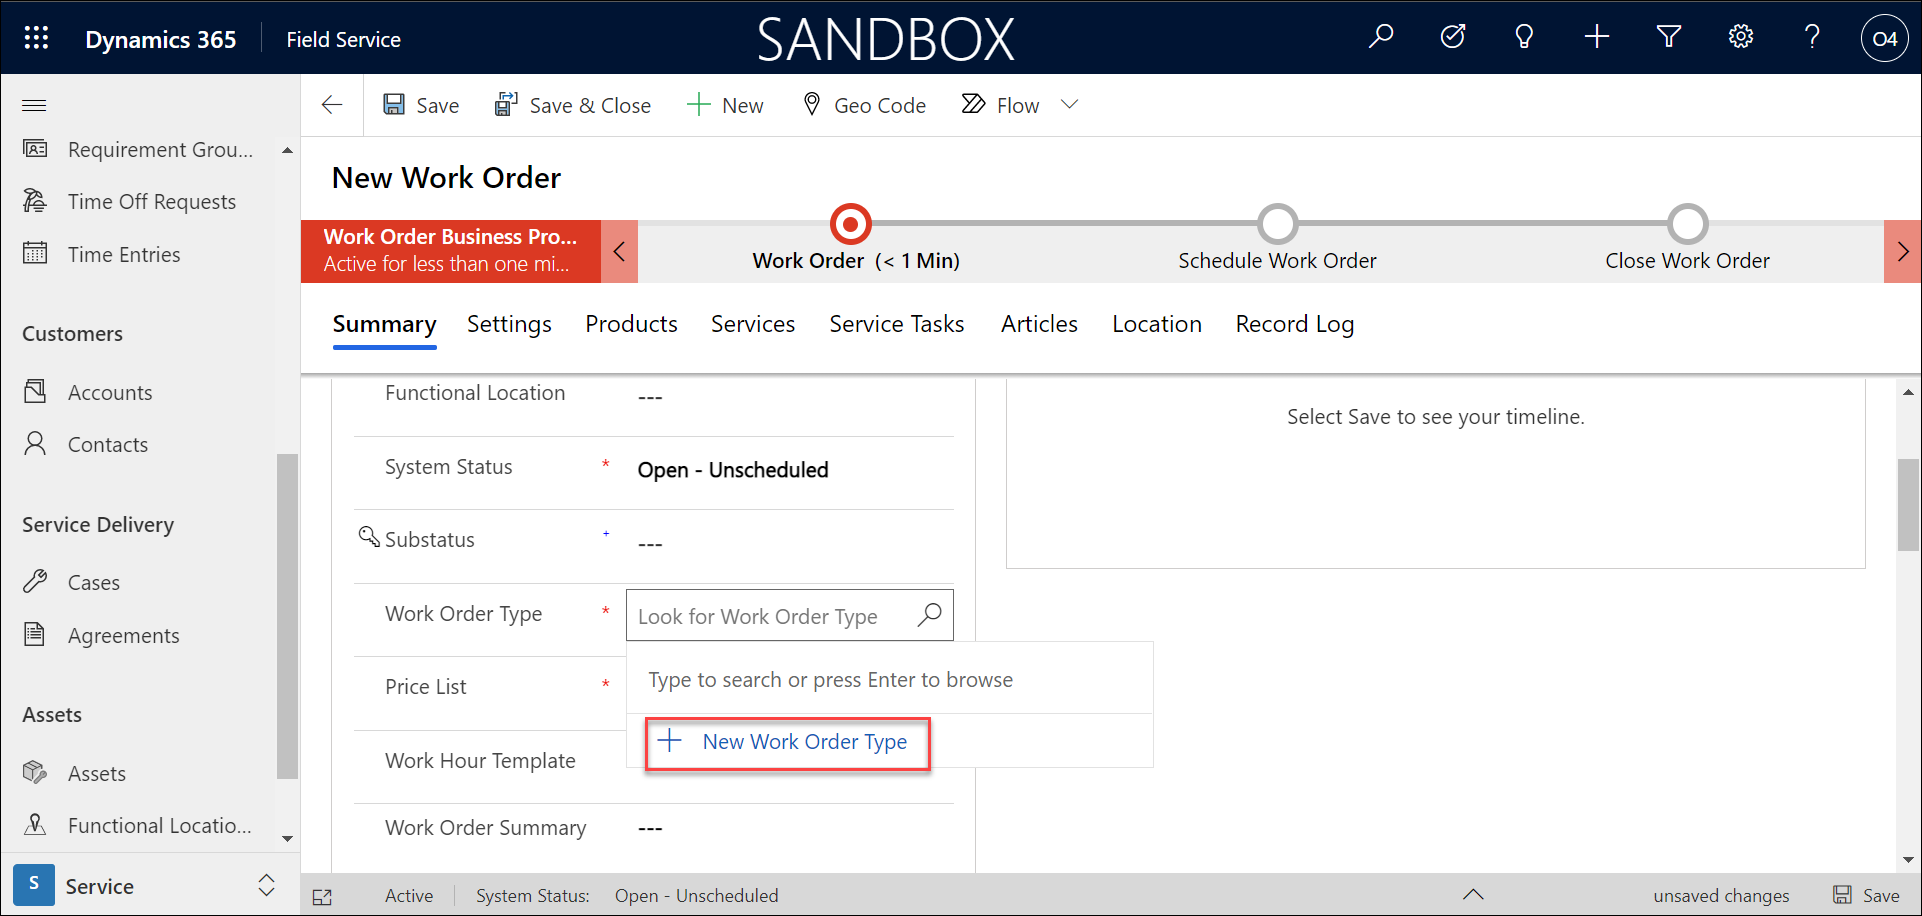 Dynamics 365
Field Service
SANDBOX
O4
Save
Save & Close
New
Geo Code
Flow
Requirement Grou...
Time Off Requests
Time Entries
Customers
Accounts
Contacts
Service Delivery
Cases
Agreements
Assets
Assets
Functional Locatio...
S
Service
New Work Order
Work Order Business Pro...
Active for less than one mi...
Work Order (< 1 Min)
Schedule Work Order
Close Work Order
Summary
Settings
Products
Services
Service Tasks
Articles
Location
Record Log
Functional Location
---
System Status
*
Open - Unscheduled
Substatus
+
---
Work Order Type
*
Look for Work Order Type
Type to search or press Enter to browse
New Work Order Type
Price List
*
Work Hour Template
Work Order Summary
---
Select Save to see your timeline.
Active
System Status:
Open - Unscheduled
unsaved changes
Save